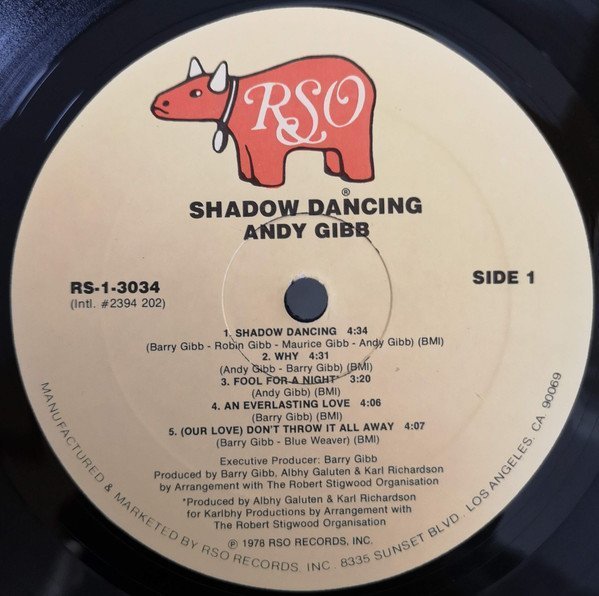 RSO
®
SHADOW DANCING
ANDY GIBB
RS-1-3034
(Intl. #2394 202)
SIDE 1
1. SHADOW DANCING 4:34
(Barry Gibb - Robin Gibb - Maurice Gibb - Andy Gibb) (BMI)
2. WHY 4:31
(Andy Gibb - Barry Gibb) (BMI)
3. FOOL FOR A NIGHT* 3:20
(Andy Gibb) (BMI)
4. AN EVERLASTING LOVE 4:06
(Barry Gibb) (BMI)
5. (OUR LOVE) DON'T THROW IT ALL AWAY 4:07
(Barry Gibb - Blue Weaver) (BMI)
Executive Producer: Barry Gibb
Produced by Barry Gibb, Albhy Galuten & Karl Richardson
by Arrangement with The Robert Stigwood Organisation
*Produced by Albhy Galuten & Karl Richardson
for Karlbhy Productions by Arrangement with
The Robert Stigwood Organisation
℗ 1978 RSO RECORDS, INC.
MANUFACTURED & MARKETED BY RSO RECORDS, INC. 8335 SUNSET BLVD. LOS ANGELES, CA. 90069